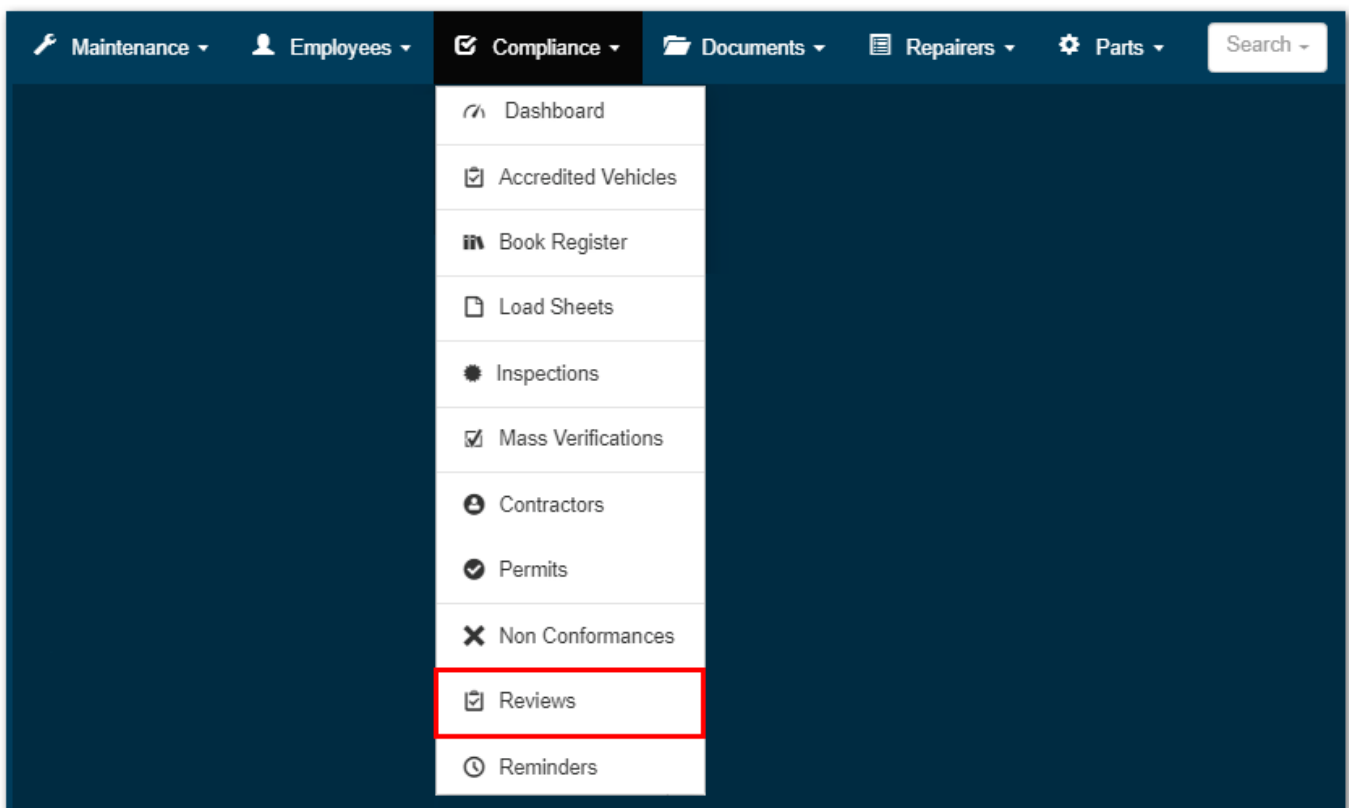 Maintenance Employees Compliance Documents Repairers Parts Search
Dashboard
Accredited Vehicles
Book Register
Load Sheets
Inspections
Mass Verifications
Contractors
Permits
Non Conformances
Reviews
Reminders